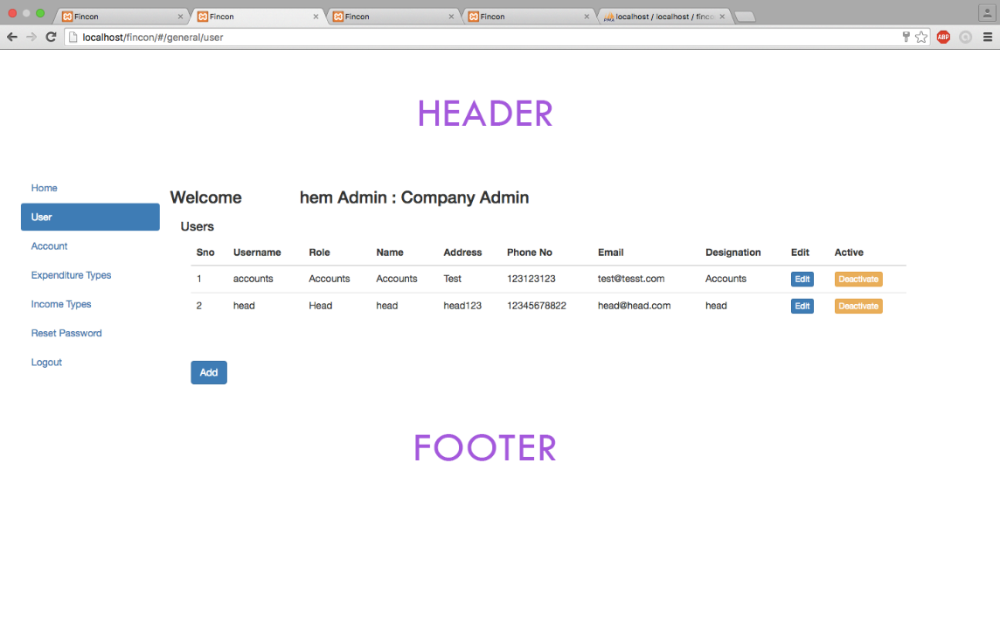 Fincon Fincon Fincon Fincon localhost / localhost / finco
localhost/fincon/#/general/user ABP
HEADER
Home
Welcome hem Admin : Company Admin
User
Users
Account
Sno Username Role Name Address Phone No Email Designation Edit Active
Expenditure Types
1 accounts Accounts Accounts Test 123123123 test@tesst.com Accounts Edit Deactivate
Income Types
2 head Head head head123 12345678822 head@head.com head Edit Deactivate
Reset Password
Logout
Add
FOOTER